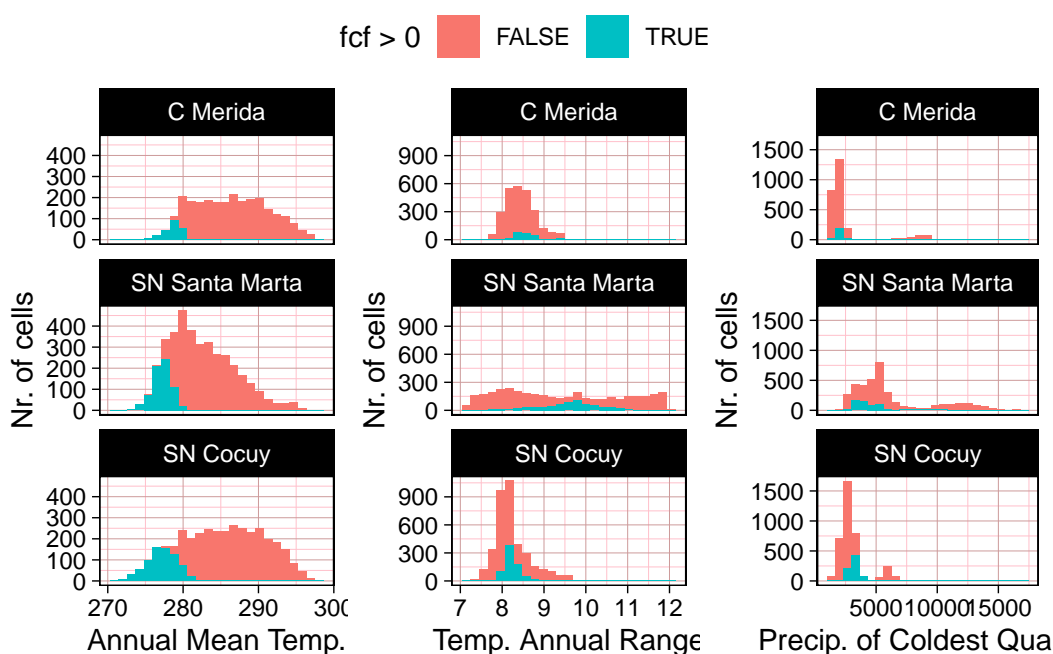 fcf > 0 FALSE TRUE
C Merida
400
300
200
100
0
SN Santa Marta
400
300
200
100
0
SN Cocuy
400
300
200
100
0
270 280 290 300
Nr. of cells
Annual Mean Temp.
C Merida
900
600
300
0
SN Santa Marta
900
600
300
0
SN Cocuy
900
600
300
0
7 8 9 10 11 12
Nr. of cells
Temp. Annual Range
C Merida
1500
1000
500
0
SN Santa Marta
1500
1000
500
0
SN Cocuy
1500
1000
500
0
5000 10000 15000
Nr. of cells
Precip. of Coldest Qua